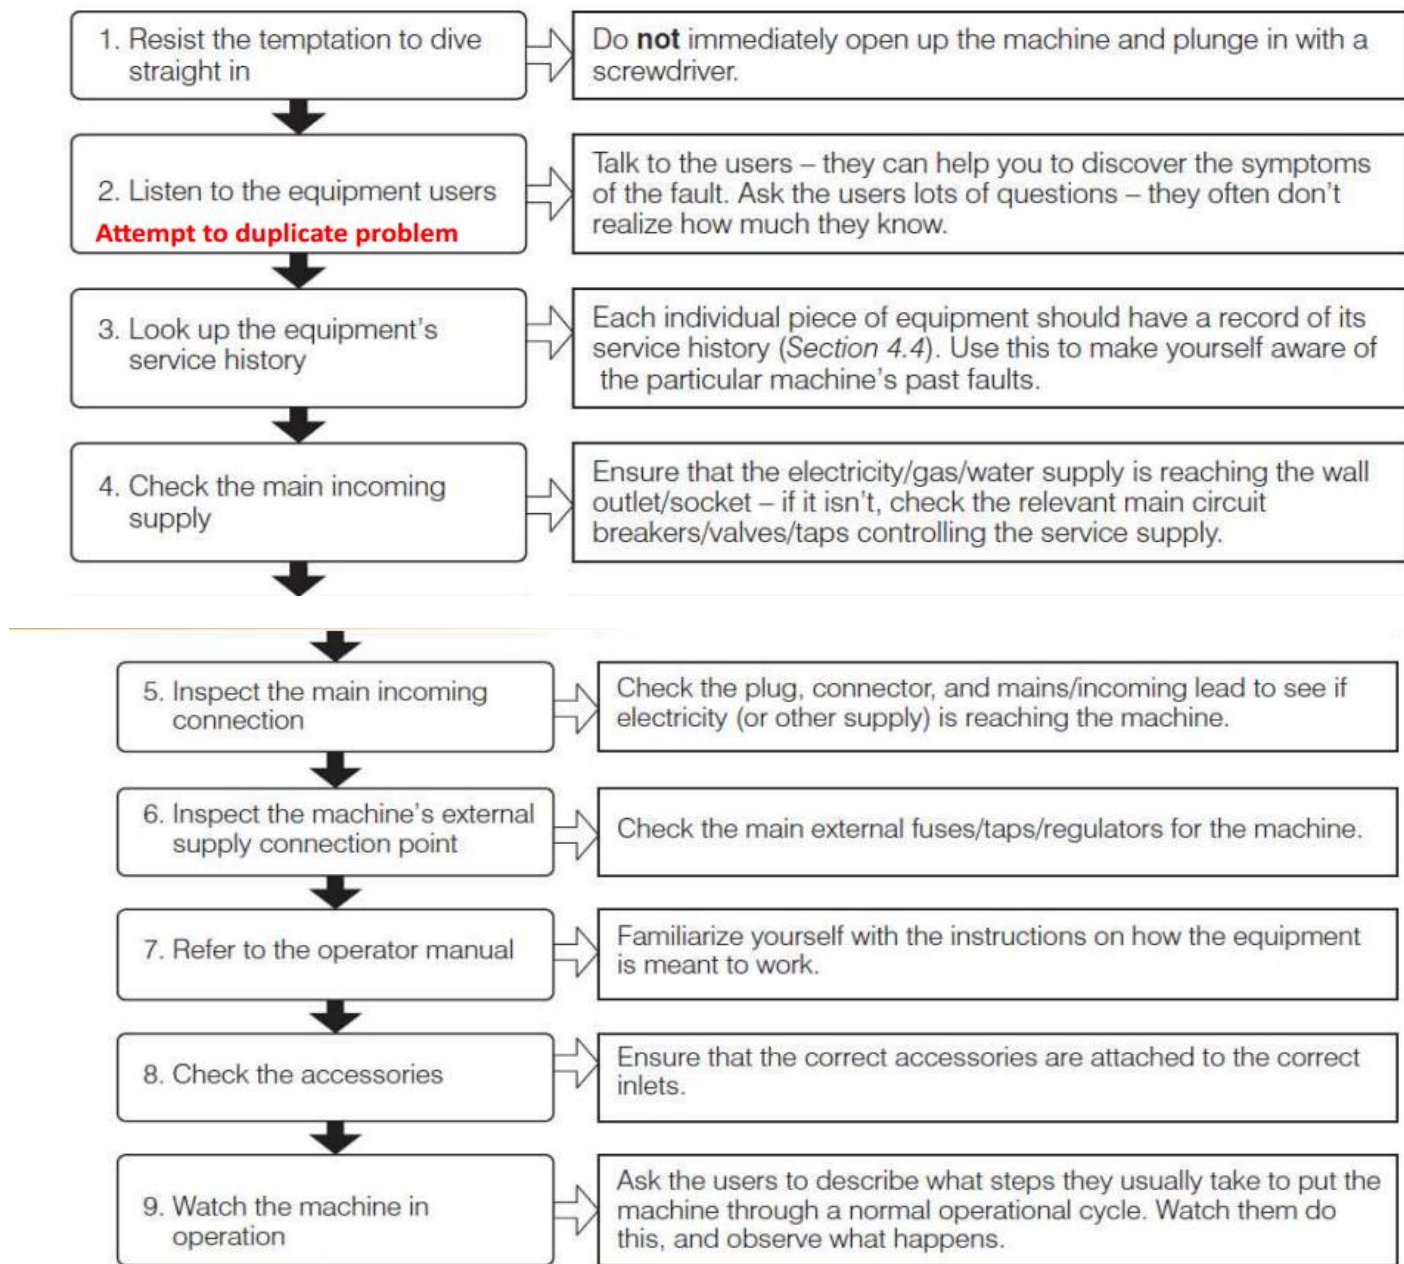 1. Resist the temptation to dive
straight in
Do not immediately open up the machine and plunge in with a
screwdriver.
2. Listen to the equipment users
Attempt to duplicate problem
Talk to the users – they can help you to discover the symptoms
of the fault. Ask the users lots of questions – they often don't
realize how much they know.
3. Look up the equipment's
service history
Each individual piece of equipment should have a record of its
service history (Section 4.4). Use this to make yourself aware of
the particular machine's past faults.
4. Check the main incoming
supply
Ensure that the electricity/gas/water supply is reaching the wall
outlet/socket – if it isn't, check the relevant main circuit
breakers/valves/taps controlling the service supply.
5. Inspect the main incoming
connection
Check the plug, connector, and mains/incoming lead to see if
electricity (or other supply) is reaching the machine.
6. Inspect the machine's external
supply connection point
Check the main external fuses/taps/regulators for the machine.
7. Refer to the operator manual
Familiarize yourself with the instructions on how the equipment
is meant to work.
8. Check the accessories
Ensure that the correct accessories are attached to the correct
inlets.
9. Watch the machine in
operation
Ask the users to describe what steps they usually take to put the
machine through a normal operational cycle. Watch them do
this, and observe what happens.